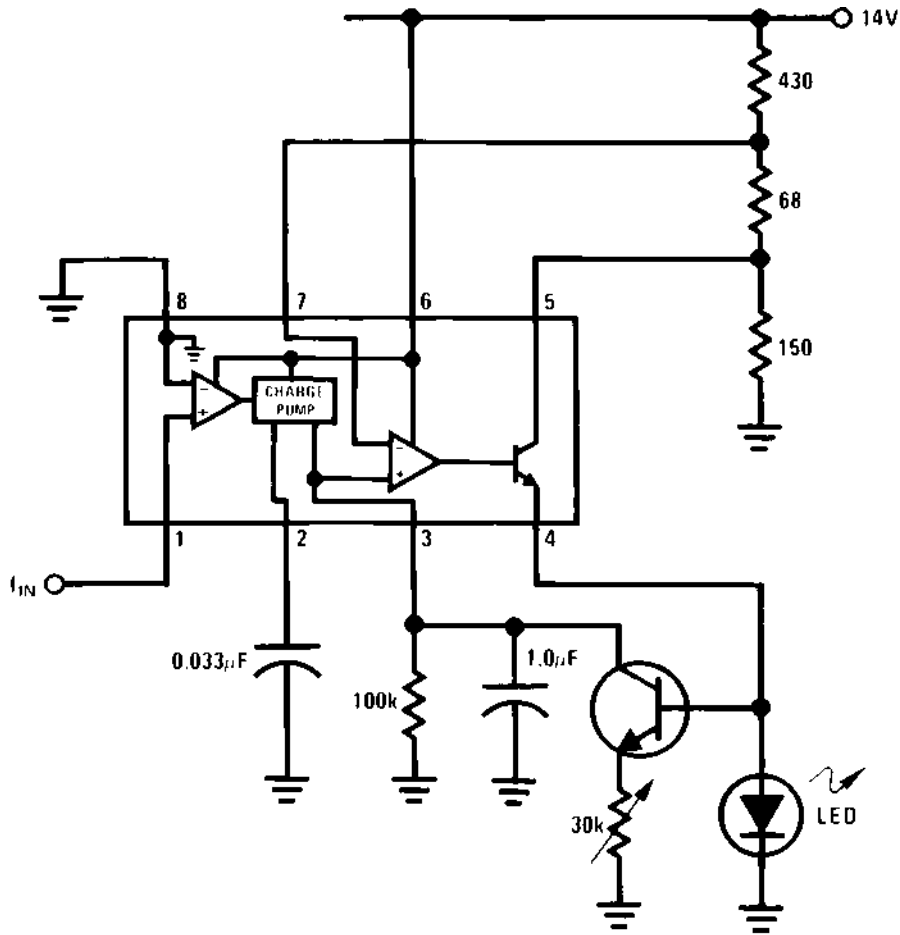 14V
430
68
8 7 6 5
150
− CHARGE
+ PUMP
−
+
1 2 3 4
fIN
0.033μF
1.0μF
100k
LED
30k